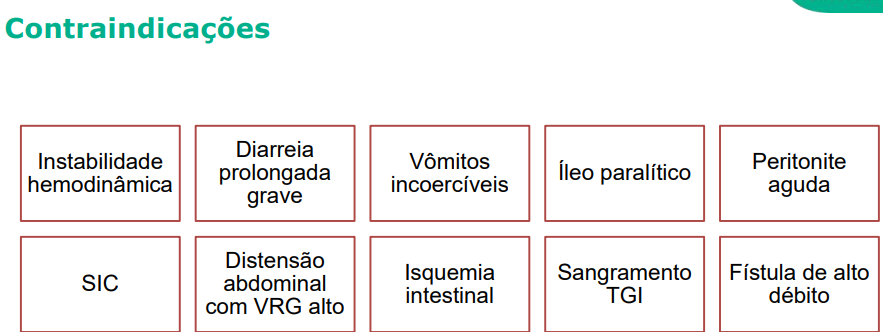 Contraindicações
Instabilidade
hemodinâmica
Diarreia
prolongada
grave
Vômitos
incoercíveis
Íleo paralítico
Peritonite
aguda
SIC
Distensão
abdominal
com VRG alto
Isquemia
intestinal
Sangramento
TGI
Fístula de alto
débito